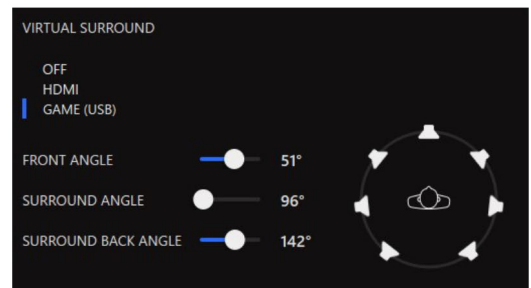 VIRTUAL SURROUND
OFF
HDMI
GAME (USB)
FRONT ANGLE 51°
SURROUND ANGLE 96°
SURROUND BACK ANGLE 142°